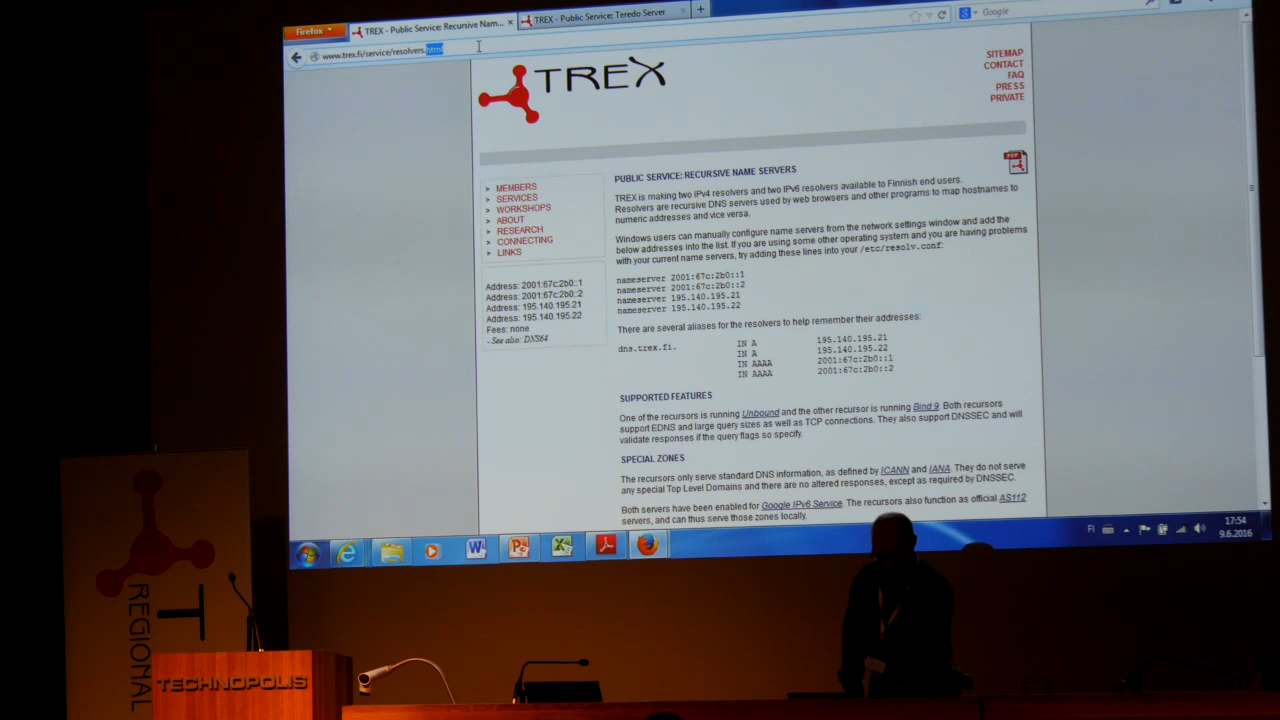 Firefox
TREX - Public Service: Recursive Nam...
TREX - Public Service: Teredo Server
www.trex.fi/service/resolvers.html
Google
TREX
SITEMAP
CONTACT
FAQ
PRESS
PRIVATE
> MEMBERS
> SERVICES
> WORKSHOPS
> ABOUT
> RESEARCH
> CONNECTING
> LINKS
Address: 2001:67c:2b0::1
Address: 2001:67c:2b0::2
Address: 195.140.195.21
Address: 195.140.195.22
Fees: none
- See also: DNS64
PDF
PUBLIC SERVICE: RECURSIVE NAME SERVERS
TREX is making two IPv4 resolvers and two IPv6 resolvers available to Finnish end users.
Resolvers are recursive DNS servers used by web browsers and other programs to map hostnames to
numeric addresses and vice versa.
Windows users can manually configure name servers from the network settings window and add the
below addresses into the list. If you are using some other operating system and you are having problems
with your current name servers, try adding these lines into your /etc/resolv.conf:
nameserver 2001:67c:2b0::1
nameserver 2001:67c:2b0::2
nameserver 195.140.195.21
nameserver 195.140.195.22
There are several aliases for the resolvers to help remember their addresses:
dns.trex.fi. IN A 195.140.195.21
IN A 195.140.195.22
IN AAAA 2001:67c:2b0::1
IN AAAA 2001:67c:2b0::2
SUPPORTED FEATURES
One of the recursors is running Unbound and the other recursor is running Bind 9. Both recursors
support EDNS and large query sizes as well as TCP connections. They also support DNSSEC and will
validate responses if the query flags so specify.
SPECIAL ZONES
The recursors only serve standard DNS information, as defined by ICANN and IANA. They do not serve
any special Top Level Domains and there are no altered responses, except as required by DNSSEC.
Both servers have been enabled for Google IPv6 Service. The recursors also function as official AS112
servers, and can thus serve those zones locally.
FI
17:54
9.6.2016
T
REGIONAL
TECHNOPOLIS